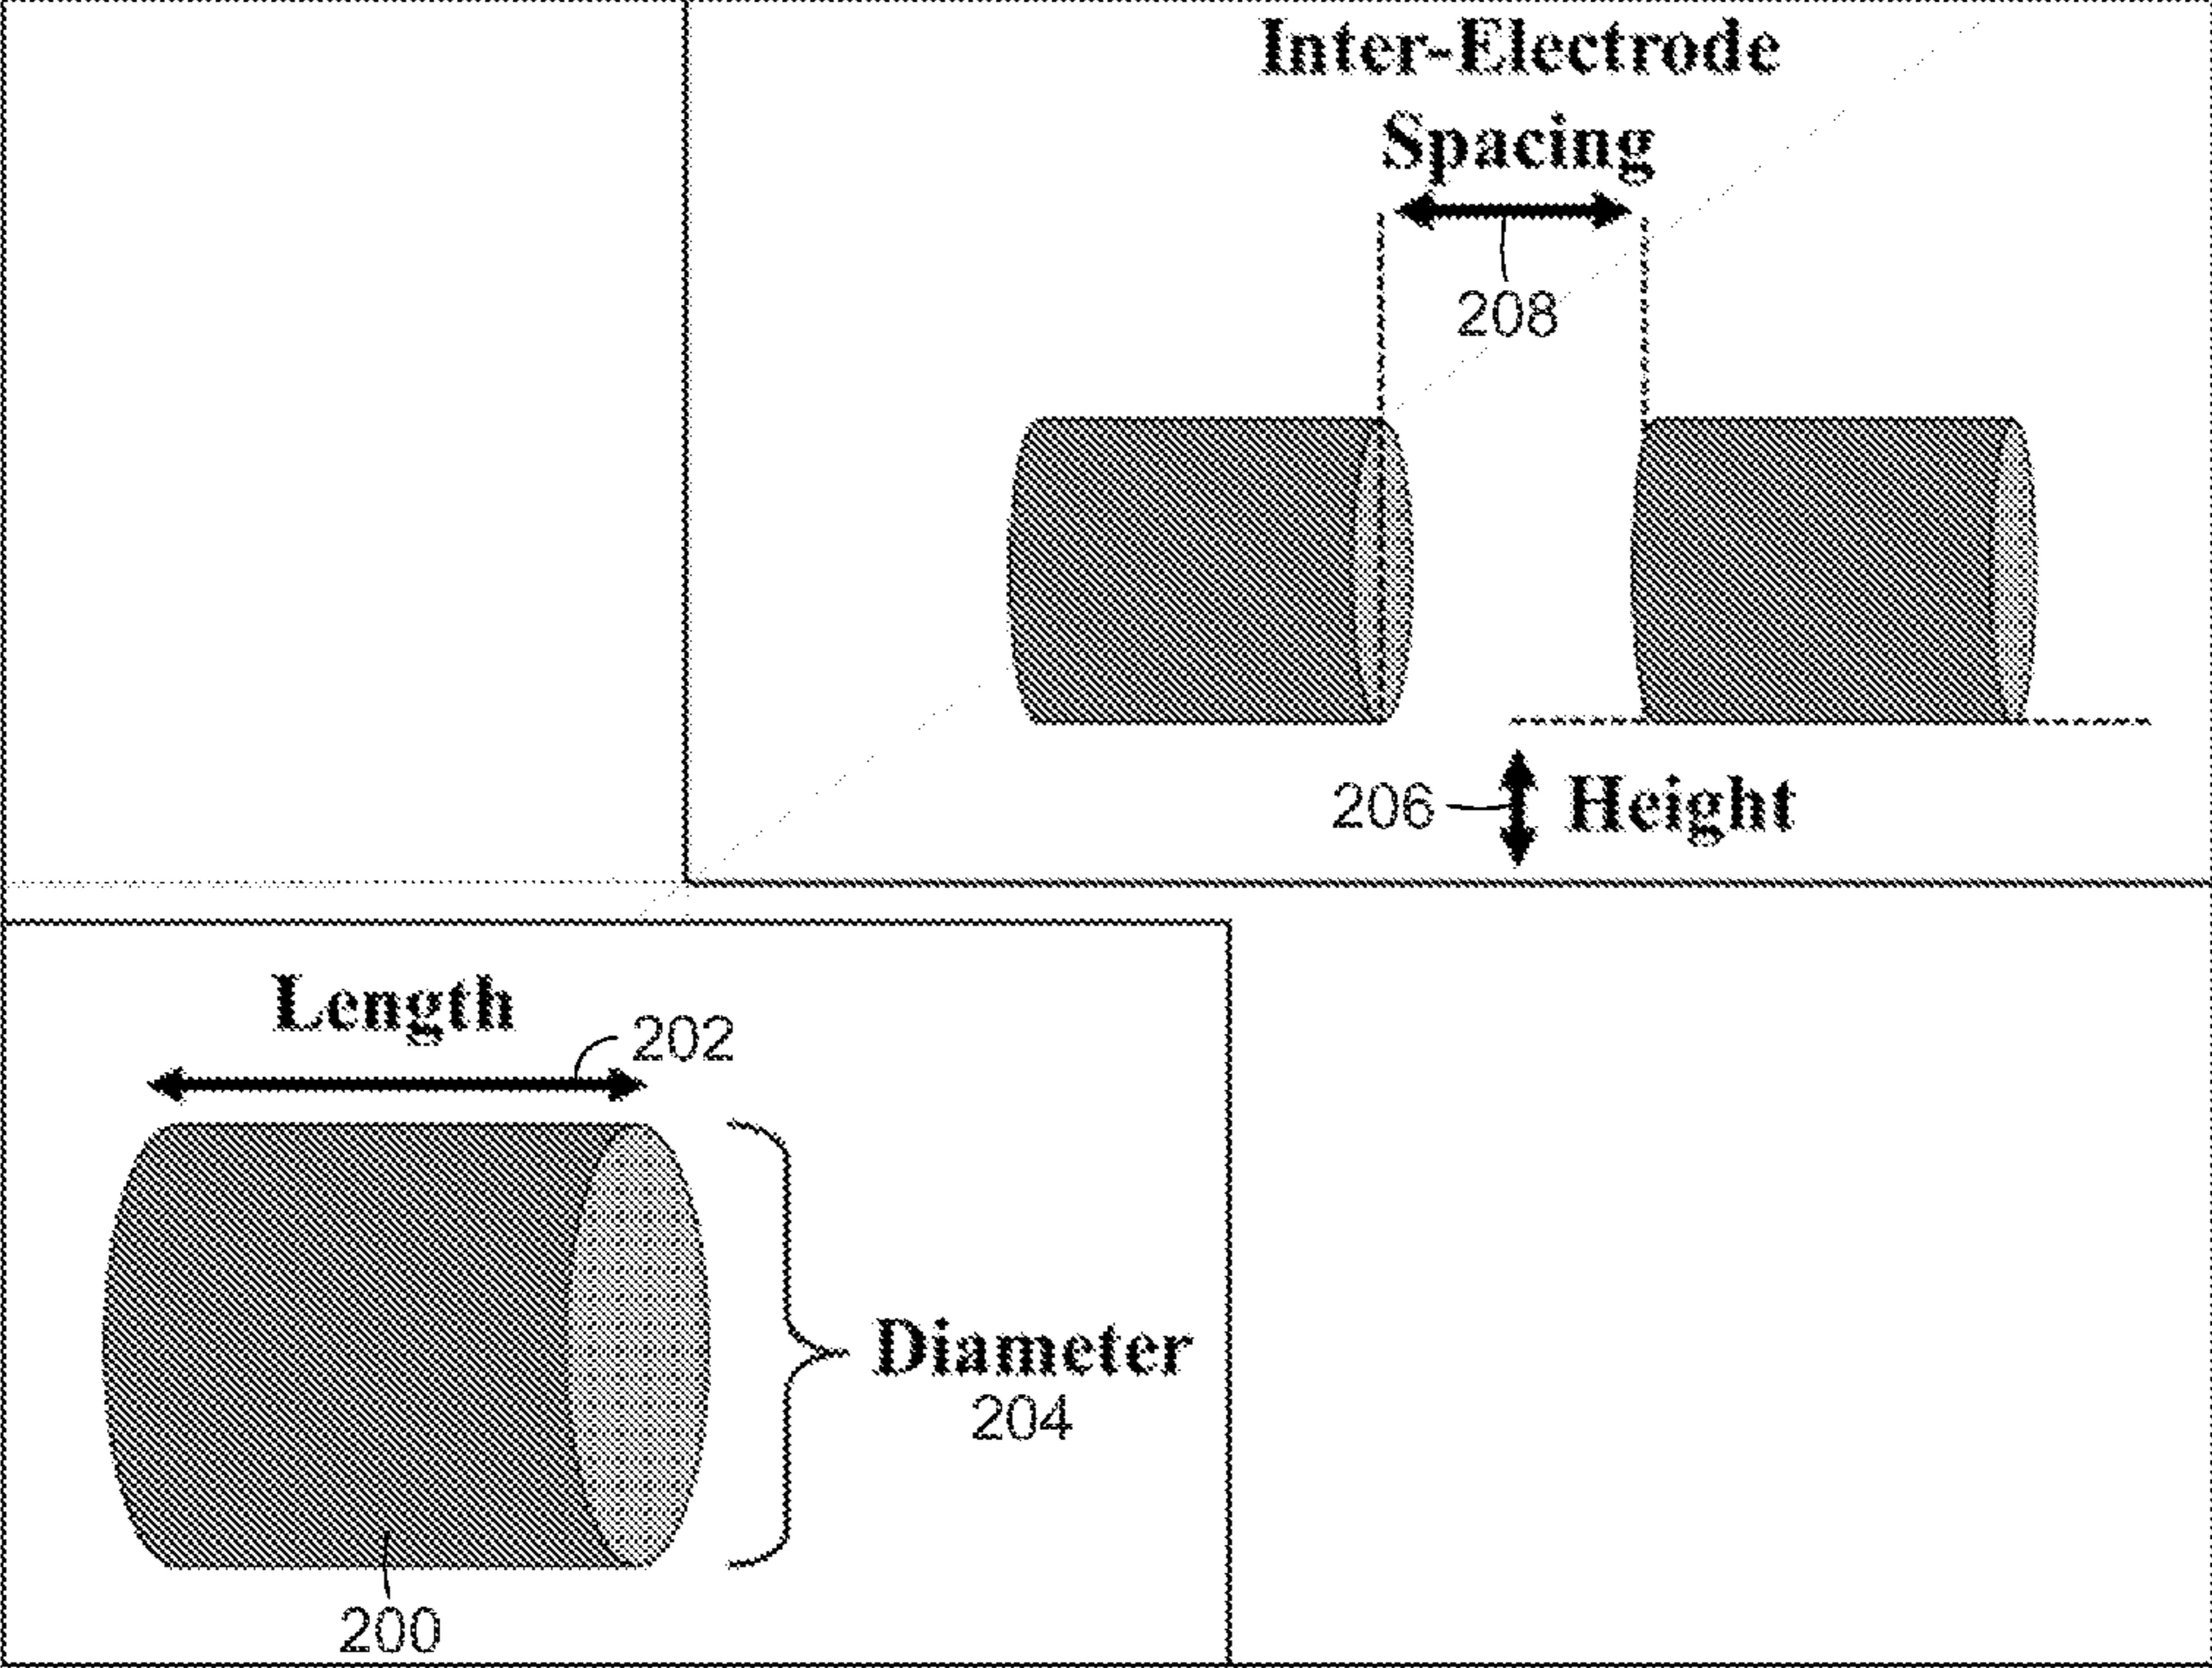 Inter-Electrode
Spacing
208
206 Height
Length
202
Diameter
204
200